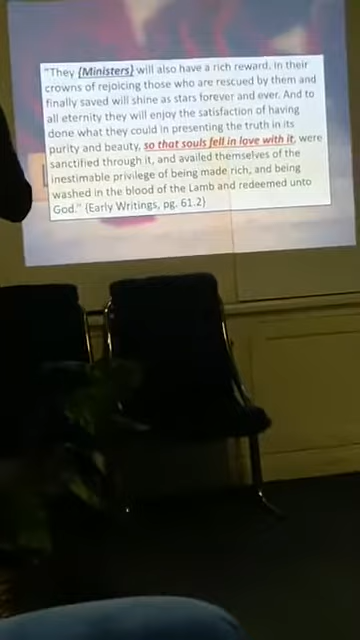 "They (Ministers) will also have a rich reward. In their
crowns of rejoicing those who are rescued by them and
finally saved will shine as stars forever and ever. And to
all eternity they will enjoy the satisfaction of having
done what they could in presenting the truth in its
purity and beauty, so that souls fell in love with it, were
sanctified through it, and availed themselves of the
inestimable privilege of being made rich, and being
washed in the blood of the Lamb and redeemed unto
God." (Early Writings, pg. 61.2)